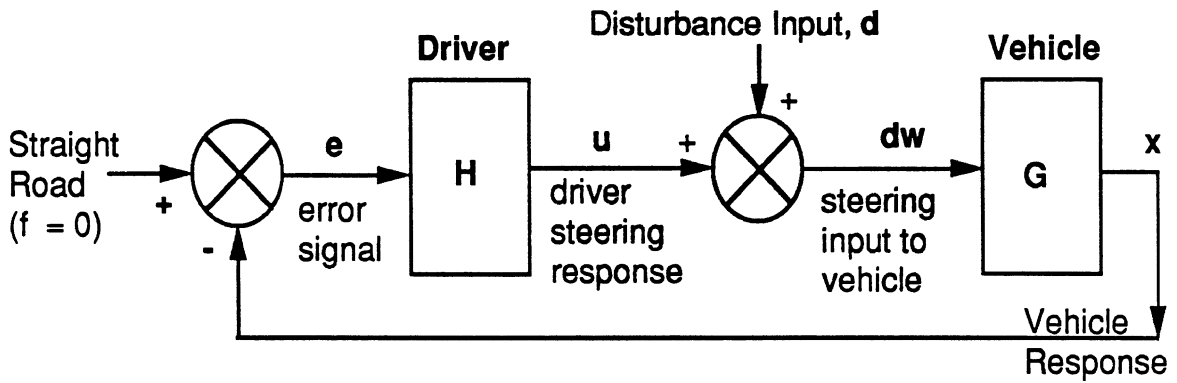 Disturbance Input, d
Driver
Vehicle
Straight
Road
(f = 0)
+
-
e
error
signal
H
u
driver
steering
response
+
+
dw
steering
input to
vehicle
G
x
Vehicle
Response